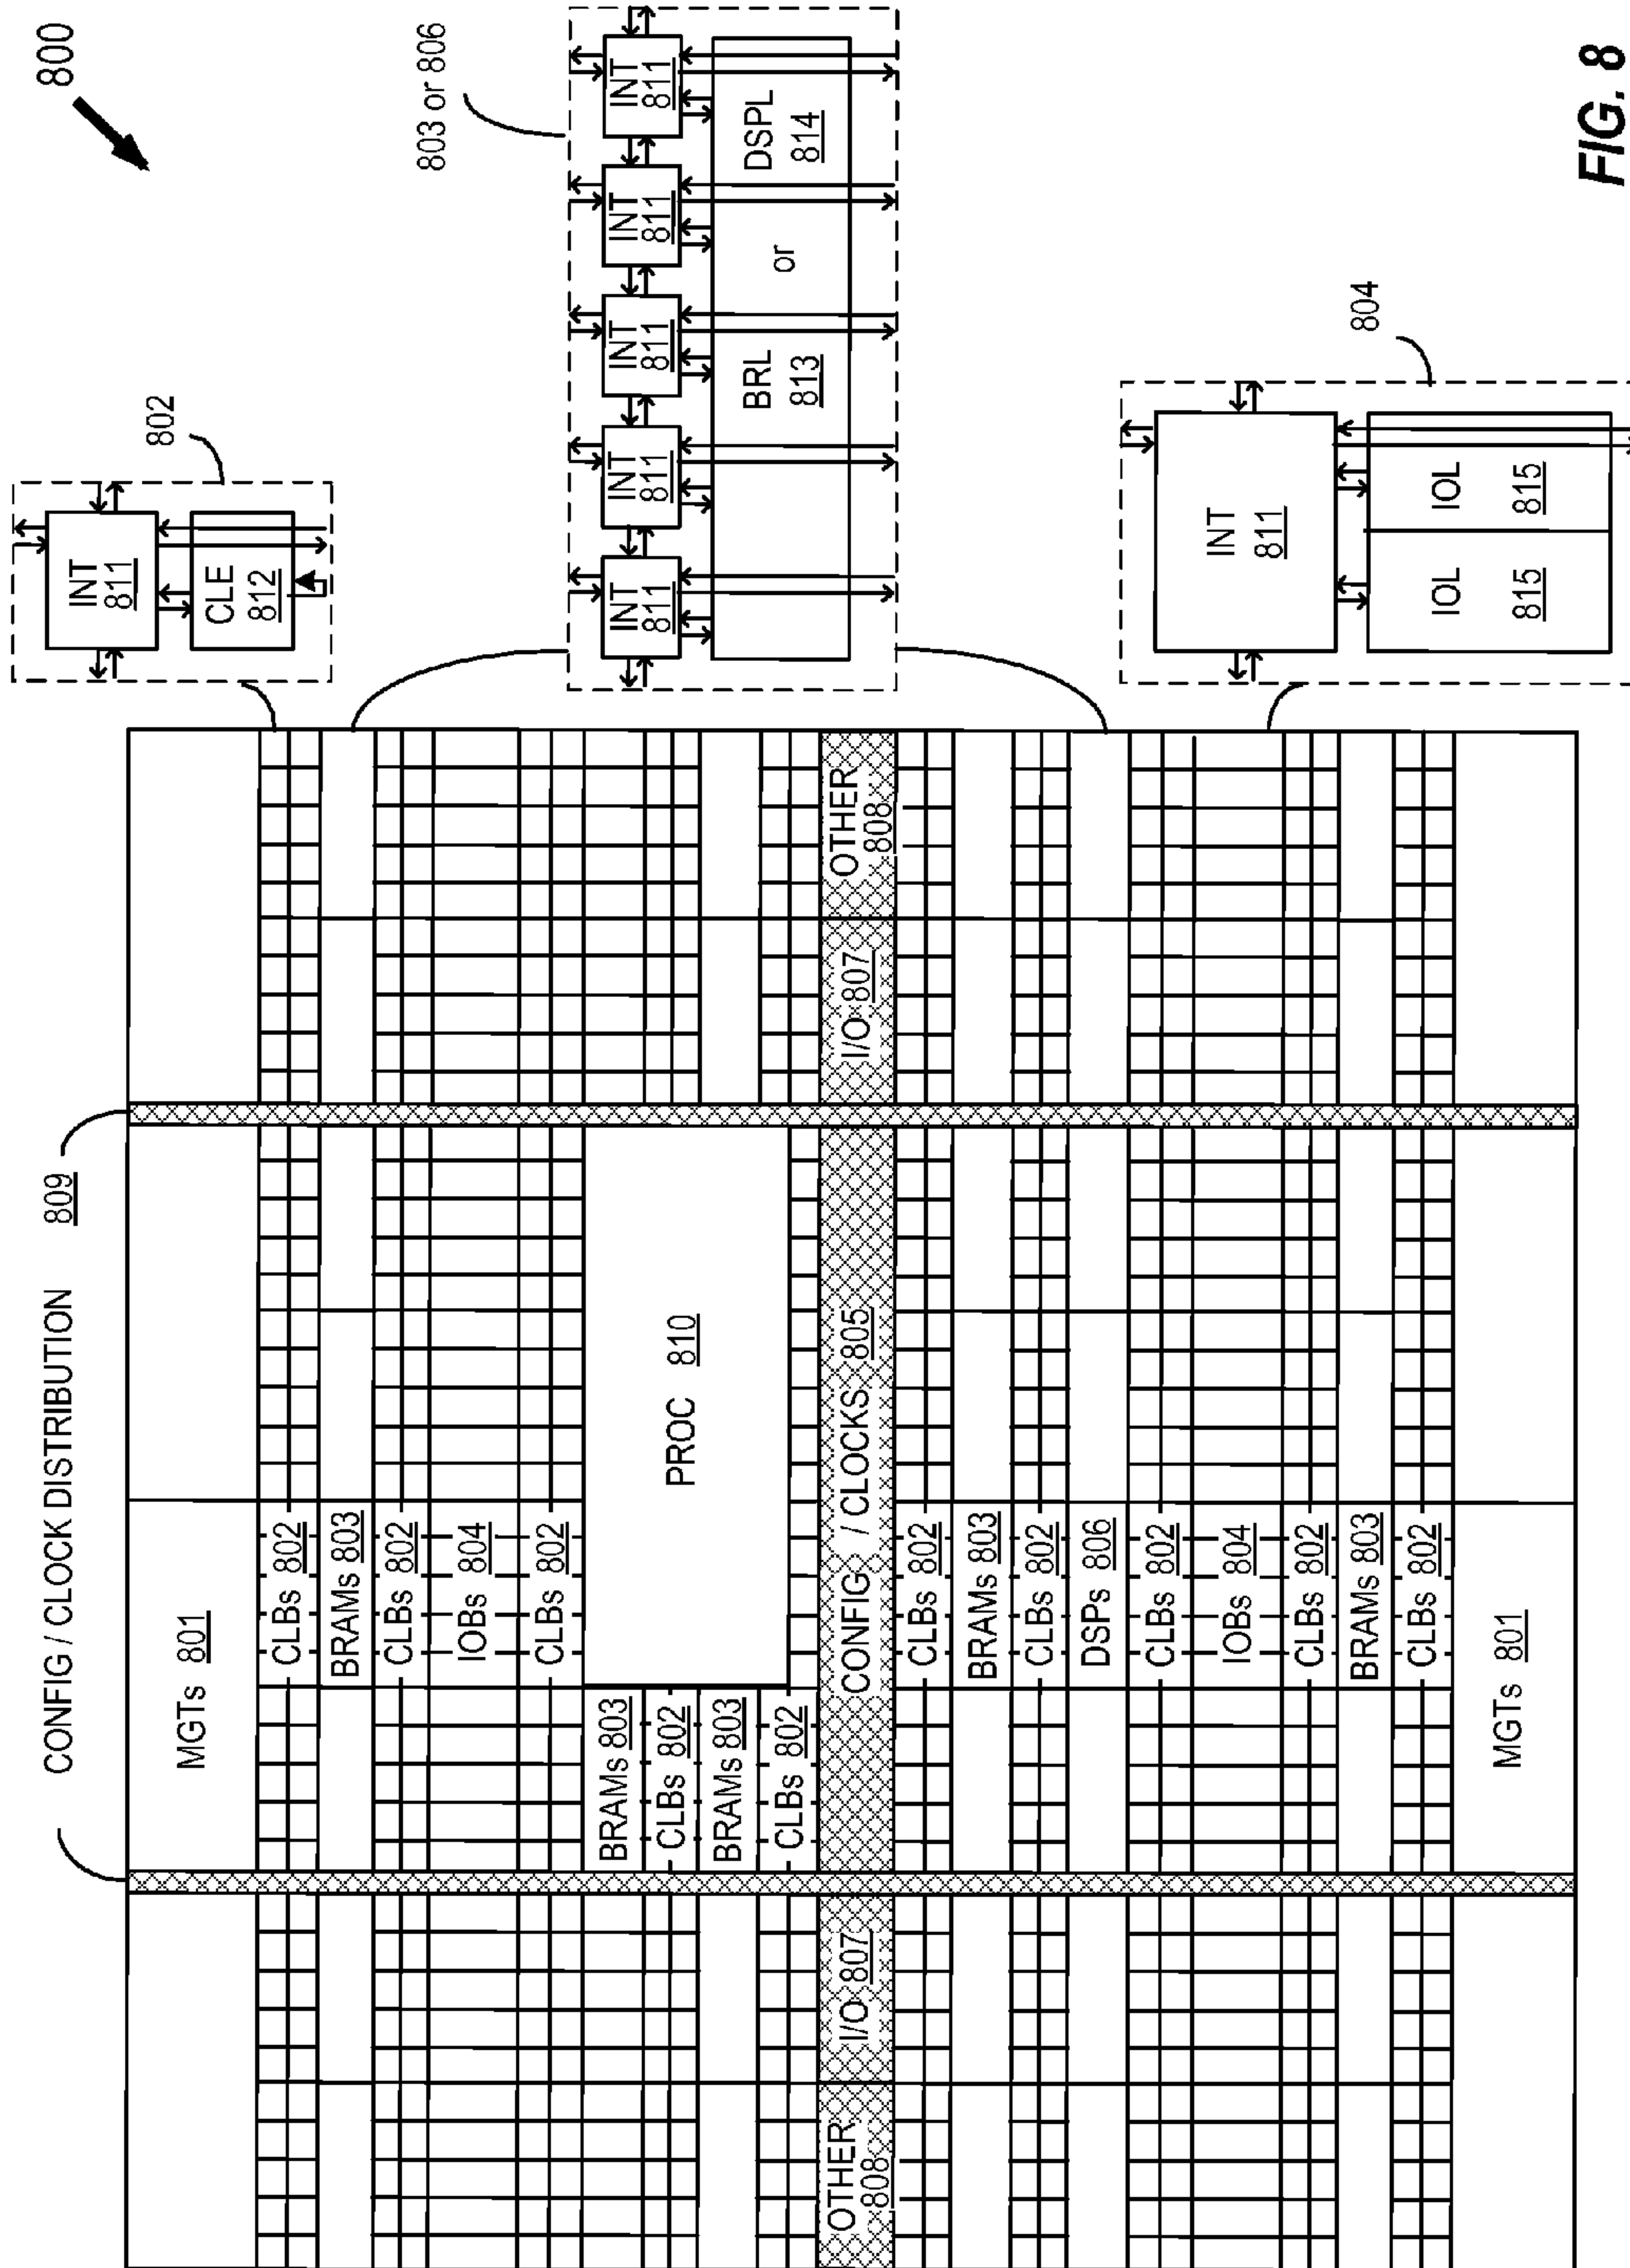 800
CONFIG / CLOCK DISTRIBUTION 809
MGTs 801
CLBs 802
BRAMs 803
CLBs 802
IOBs 804
CLBs 802
BRAMs 803
CLBs 802
BRAMs 803
CLBs 802
PROC 810
OTHER 808
I/O 807
CONFIG / CLOCKS 805
I/O 807
OTHER 808
CLBs 802
BRAMs 803
CLBs 802
DSPs 806
CLBs 802
IOBs 804
CLBs 802
BRAMs 803
CLBs 802
MGTs 801
802
INT 811
CLE 812
803 or 806
INT 811
INT 811
INT 811
INT 811
INT 811
BRL 813
or
DSPL 814
804
INT 811
IOL 815
IOL 815
FIG. 8